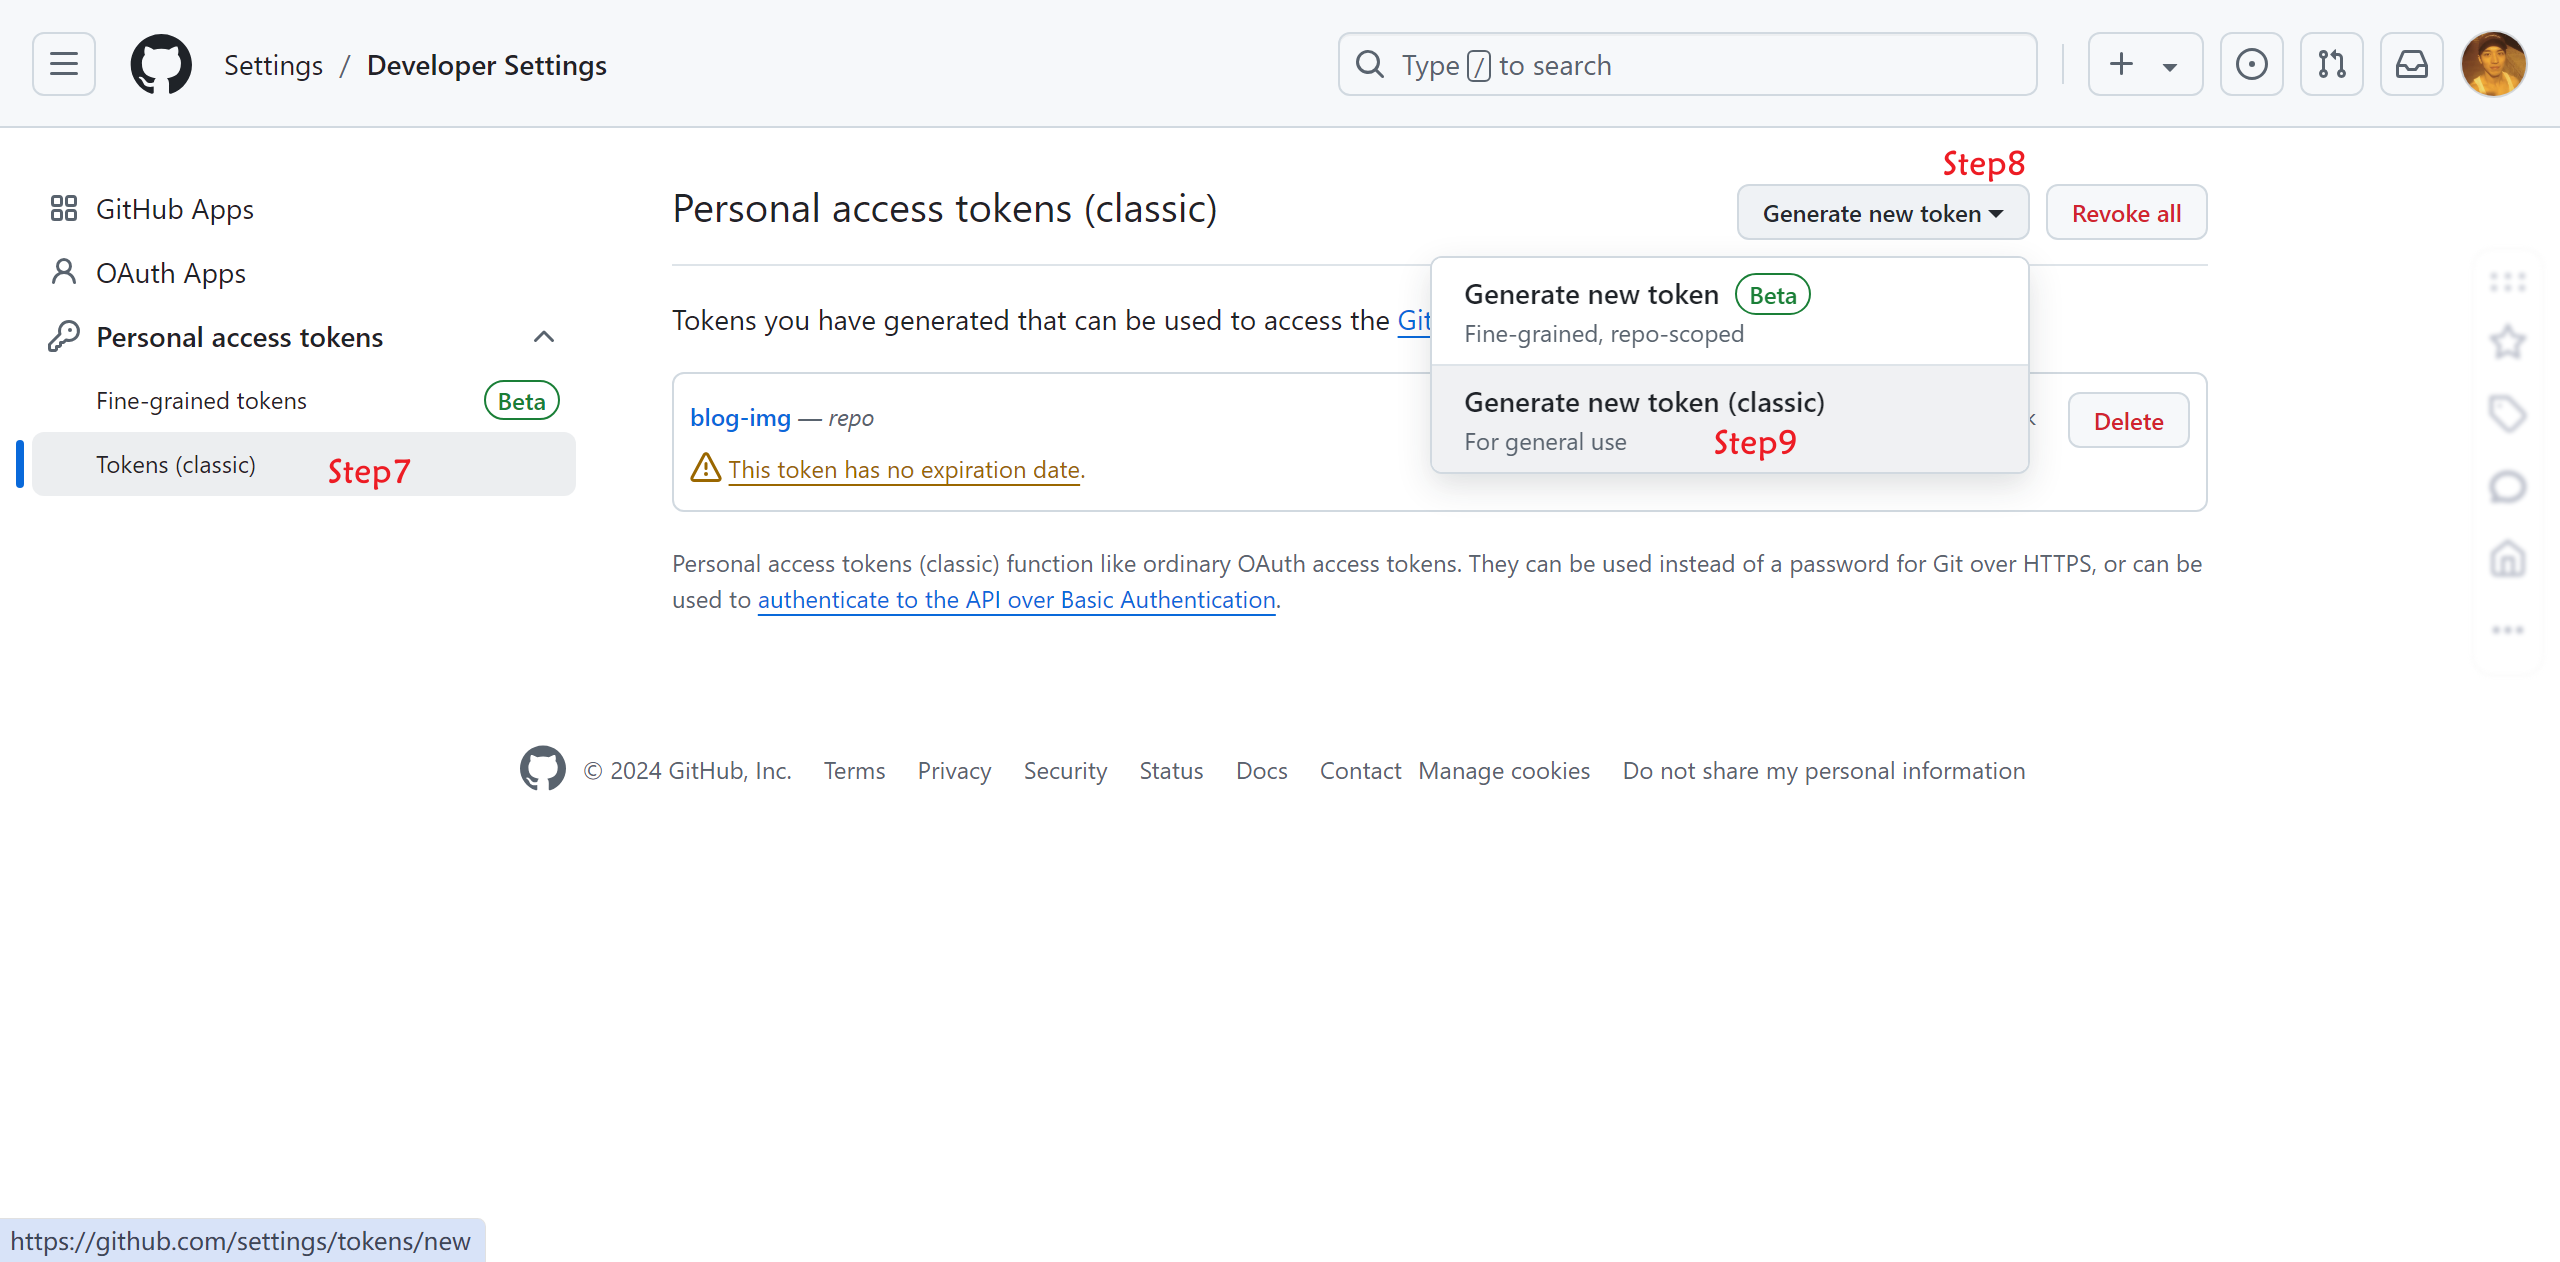 Settings / Developer Settings
Type / to search
GitHub Apps
OAuth Apps
Personal access tokens
Fine-grained tokens Beta
Tokens (classic) Step7
Personal access tokens (classic)
Step8
Generate new token
Revoke all
Tokens you have generated that can be used to access the Git
Generate new token Beta
Fine-grained, repo-scoped
Generate new token (classic)
For general use Step9
blog-img — repo
k
Delete
This token has no expiration date.
Personal access tokens (classic) function like ordinary OAuth access tokens. They can be used instead of a password for Git over HTTPS, or can be
used to authenticate to the API over Basic Authentication.
© 2024 GitHub, Inc. Terms Privacy Security Status Docs Contact Manage cookies Do not share my personal information
https://github.com/settings/tokens/new